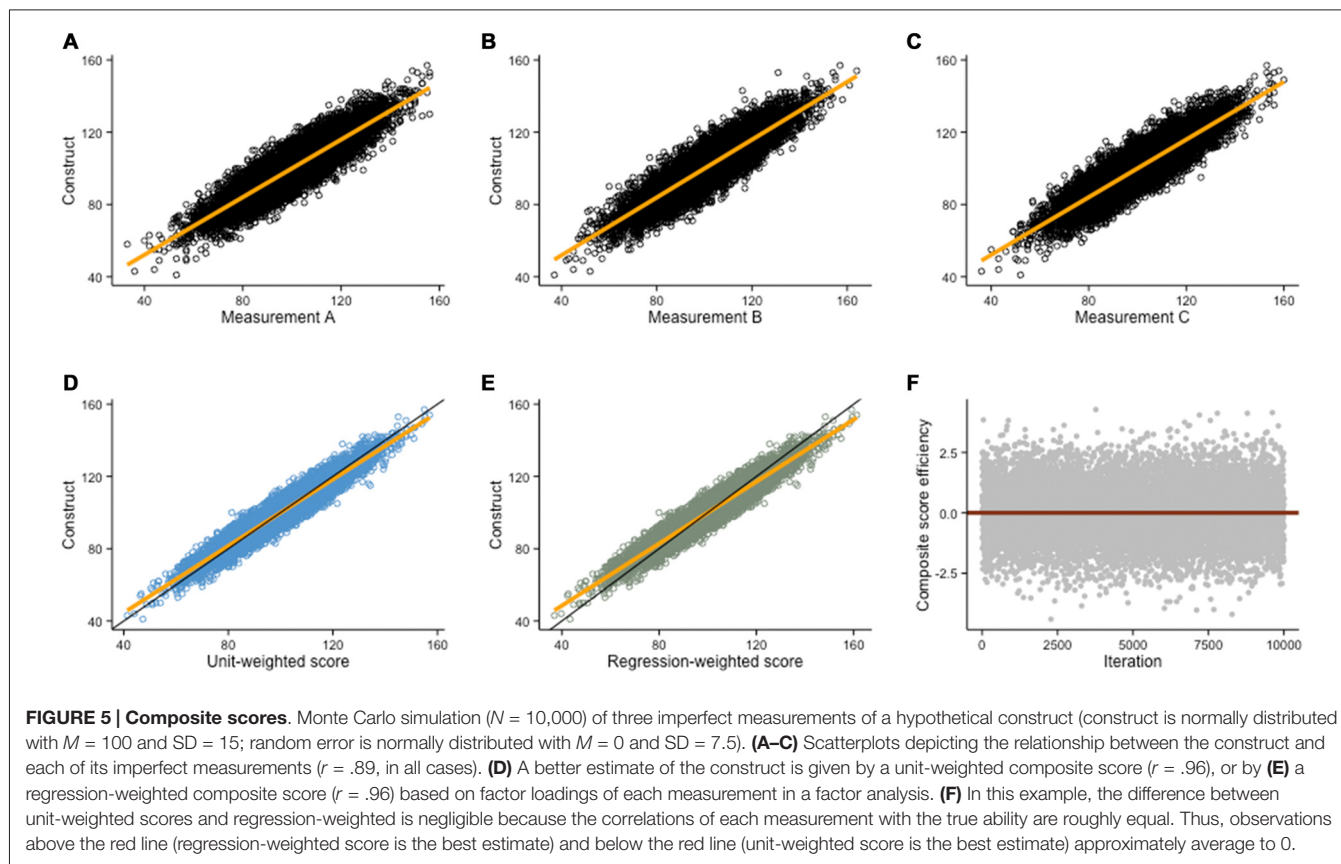 A
B
C
160
120
80
40
Construct
40
80
120
160
Measurement A
160
120
80
40
Construct
40
80
120
160
Measurement B
160
120
80
40
Construct
40
80
120
160
Measurement C
D
E
F
160
120
80
40
Construct
40
80
120
160
Unit-weighted score
160
120
80
40
Construct
40
80
120
160
Regression-weighted score
2.5
0.0
-2.5
Composite score efficiency
0
2500
5000
7500
10000
Iteration
FIGURE 5 | Composite scores. Monte Carlo simulation (N = 10,000) of three imperfect measurements of a hypothetical construct (construct is normally distributed
with M = 100 and SD = 15; random error is normally distributed with M = 0 and SD = 7.5). (A–C) Scatterplots depicting the relationship between the construct and
each of its imperfect measurements (r = .89, in all cases). (D) A better estimate of the construct is given by a unit-weighted composite score (r = .96), or by (E) a
regression-weighted composite score (r = .96) based on factor loadings of each measurement in a factor analysis. (F) In this example, the difference between
unit-weighted scores and regression-weighted is negligible because the correlations of each measurement with the true ability are roughly equal. Thus, observations
above the red line (regression-weighted score is the best estimate) and below the red line (unit-weighted score is the best estimate) approximately average to 0.